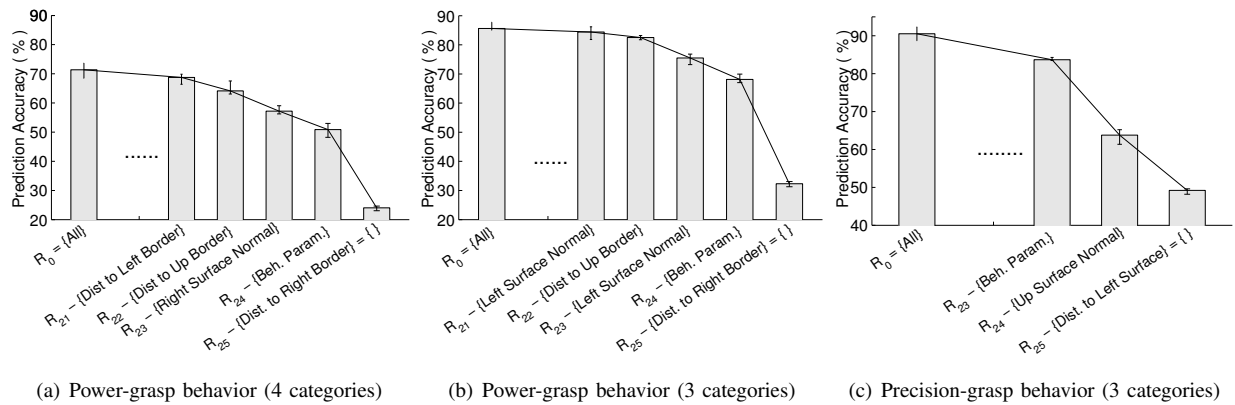 90
80
70
60
50
40
30
20
Prediction Accuracy ( % )
......
R0 = {All}
R21 − {Dist to Left Border}
R22 − {Dist to Up Border}
R23 − {Right Surface Normal}
R24 − {Beh. Param.}
R25 − {Dist. to Right Border} = { }
(a) Power-grasp behavior (4 categories)
90
80
70
60
50
40
30
20
Prediction Accuracy ( % )
......
R0 = {All}
R21 − {Left Surface Normal}
R22 − {Dist to Up Border}
R23 − {Left Surface Normal}
R24 − {Beh. Param.}
R25 − {Dist. to Right Border} = { }
(b) Power-grasp behavior (3 categories)
90
80
70
60
50
40
Prediction Accuracy ( % )
........
R0 = {All}
R23 − {Beh. Param.}
R24 − {Up Surface Normal}
R25 − {Dist. to Left Surface} = { }
(c) Precision-grasp behavior (3 categories)